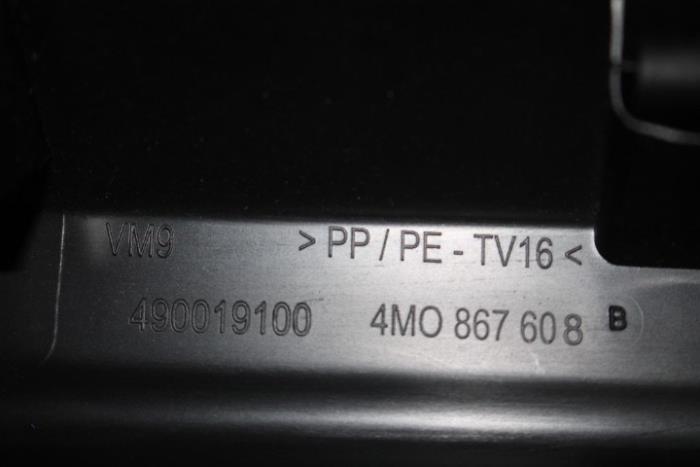 VM9 > PP / PE - TV16 <
490019100 4M0 867 608 B